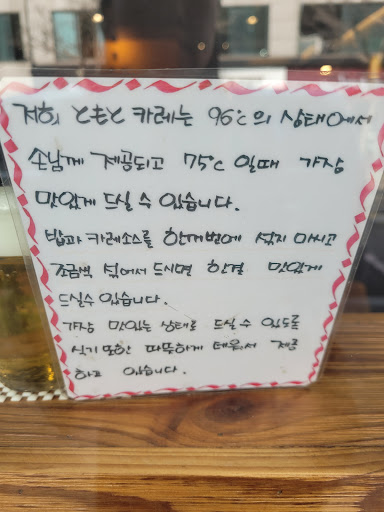 저희 ともと 카레는 96℃의 상태에서
손님께 제공되고 75℃ 일때 가장
맛있게 드실 수 있습니다.
밥과 카레소스를 한꺼번에 섞지 마시고
조금씩 섞어서 드시면 한결 맛있게
드실수 있습니다.
가장 맛있는 상태로 드실 수 있도록
식기 또한 따뜻하게 데워서 제공
하고 있습니다.